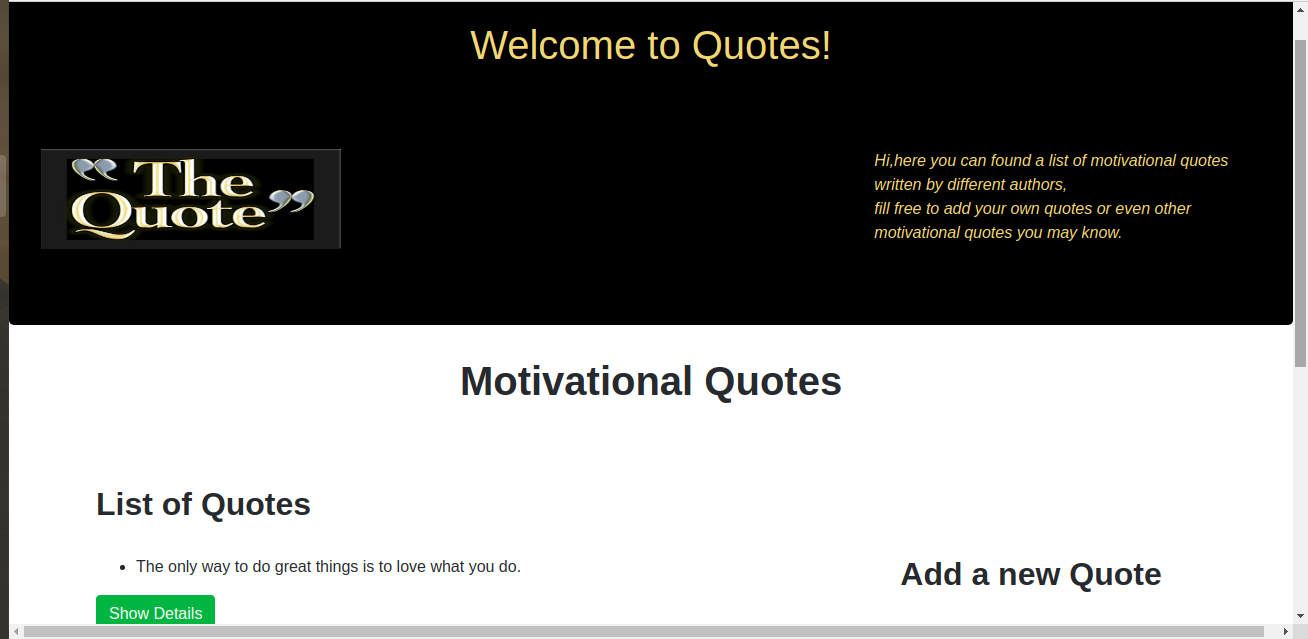 Welcome to Quotes!
“The
Quote”
Hi,here you can found a list of motivational quotes
written by different authors,
fill free to add your own quotes or even other
motivational quotes you may know.
Motivational Quotes
List of Quotes
The only way to do great things is to love what you do.
Add a new Quote
Show Details